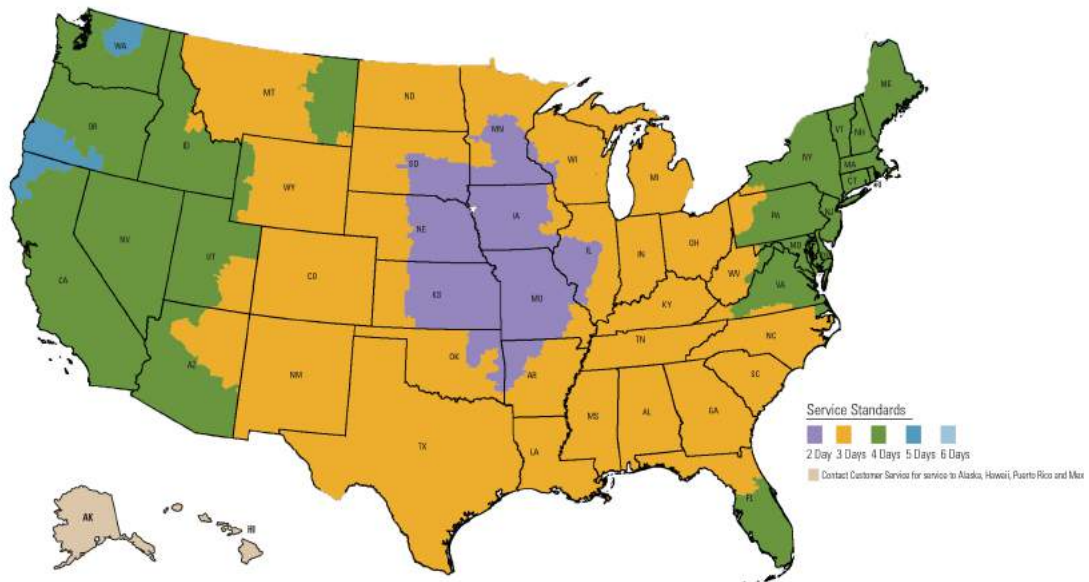 WA
MT
ND
MN
ME
OR
ID
SD
WI
VT
NH
NY
MA
CT
WY
MI
IA
NE
PA
NJ
NV
UT
IL
IN
OH
MD
CA
CO
KS
MO
WV
VA
KY
AZ
NM
OK
AR
TN
NC
SC
MS
AL
GA
TX
LA
FL
AK
HI
Service Standards
2 Day 3 Days 4 Days 5 Days 6 Days
Contact Customer Service for service to Alaska, Hawaii, Puerto Rico and Mex